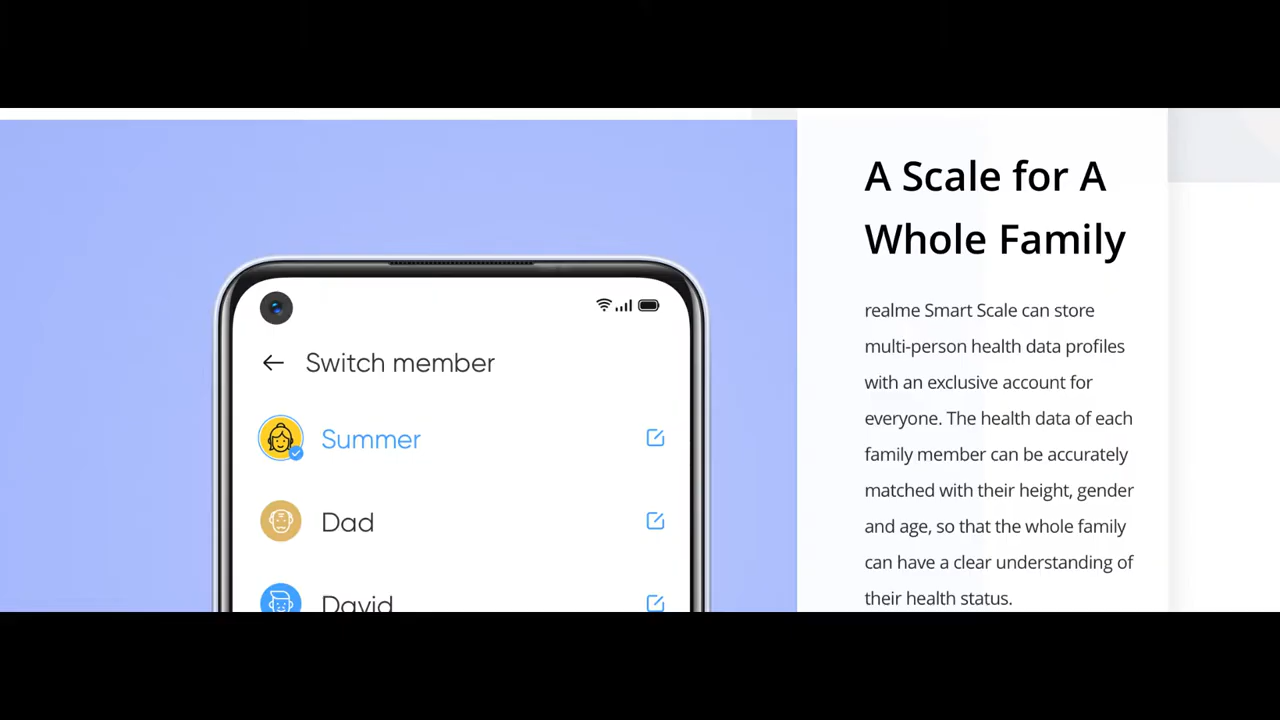 Switch member
Summer
Dad
David
A Scale for A
Whole Family
realme Smart Scale can store
multi-person health data profiles
with an exclusive account for
everyone. The health data of each
family member can be accurately
matched with their height, gender
and age, so that the whole family
can have a clear understanding of
their health status.